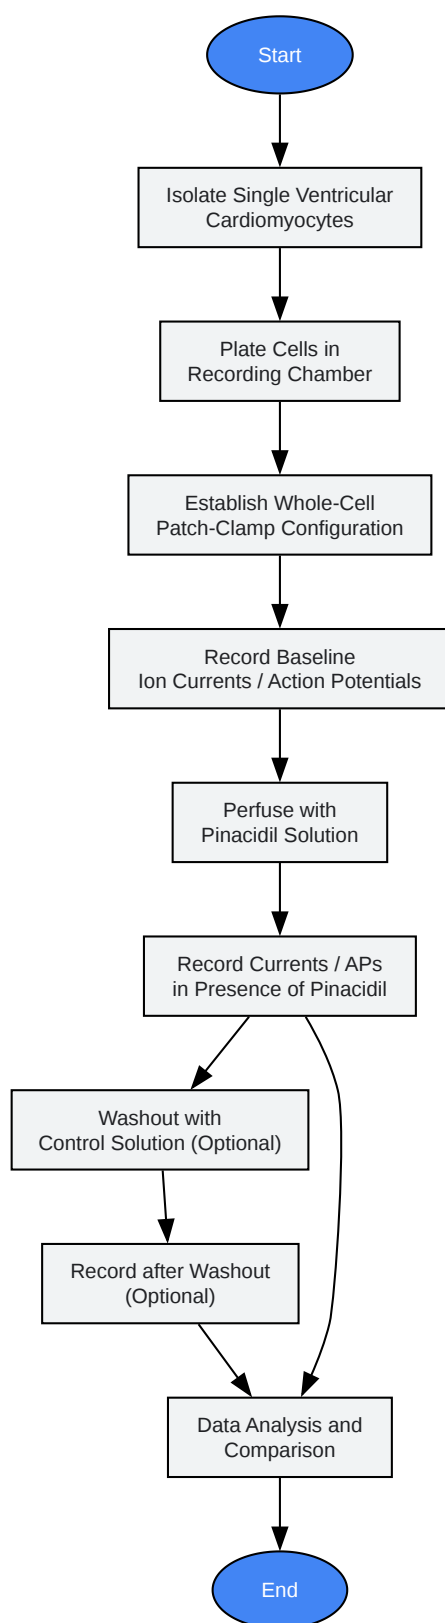 Start
Isolate Single Ventricular
Cardiomyocytes
Plate Cells in
Recording Chamber
Establish Whole-Cell
Patch-Clamp Configuration
Record Baseline
Ion Currents / Action Potentials
Perfuse with
Pinacidil Solution
Record Currents / APs
in Presence of Pinacidil
Washout with
Control Solution (Optional)
Record after Washout
(Optional)
Data Analysis and
Comparison
End